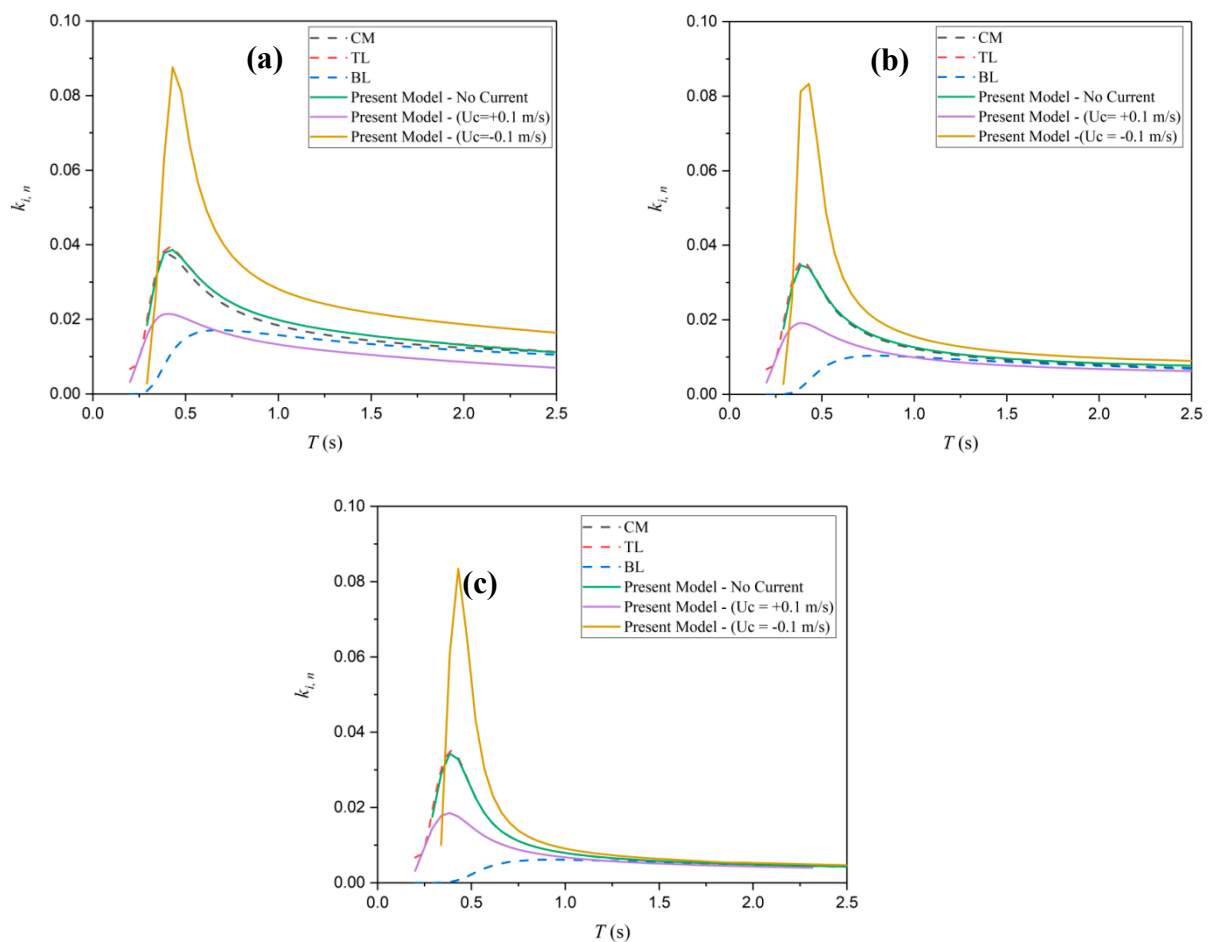 (a)
CM
TL
BL
Present Model - No Current
Present Model - (Uc=+0.1 m/s)
Present Model - (Uc=-0.1 m/s)
0.10
0.08
0.06
0.04
0.02
0.00
k i, n
0.0 0.5 1.0 1.5 2.0 2.5
T (s)
(b)
CM
TL
BL
Present Model - No Current
Present Model - (Uc= +0.1 m/s)
Present Model -(Uc = -0.1 m/s)
0.10
0.08
0.06
0.04
0.02
0.00
k i, n
0.0 0.5 1.0 1.5 2.0 2.5
T (s)
(c)
CM
TL
BL
Present Model - No Current
Present Model - (Uc = +0.1 m/s)
Present Model - (Uc = -0.1 m/s)
0.10
0.08
0.06
0.04
0.02
0.00
k i, n
0.0 0.5 1.0 1.5 2.0 2.5
T (s)